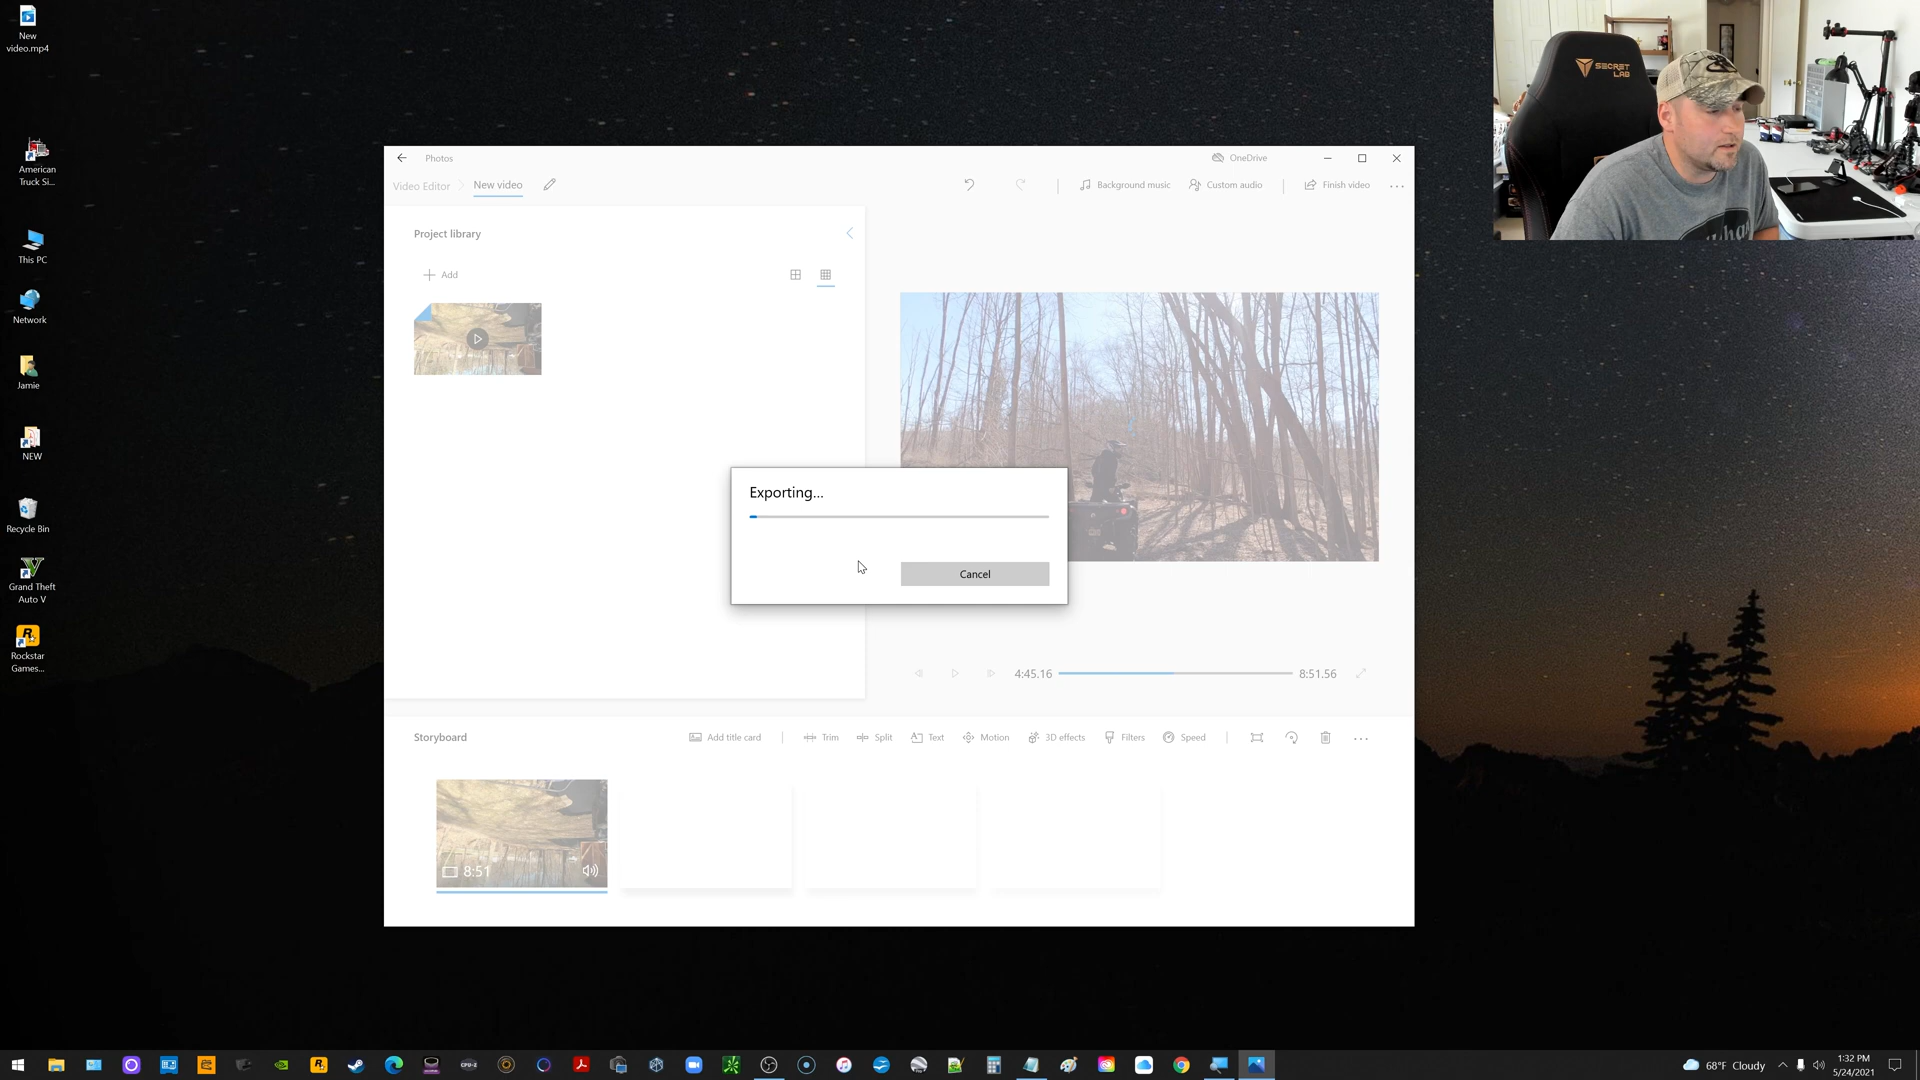 New
video.mp4
American
Truck Si...
This PC
Network
Jamie
NEW
Recycle Bin
Grand Theft
Auto V
Rockstar
Games...
Photos
OneDrive
Video Editor
New video
Background music
Custom audio
Finish video
Project library
Add
Exporting...
Cancel
4:45.16
8:51.56
Storyboard
Add title card
Trim
Split
Text
Motion
3D effects
Filters
Speed
8:51
SECRET
LAB
CPU-Z
68°F Cloudy
1:32 PM
5/24/2021